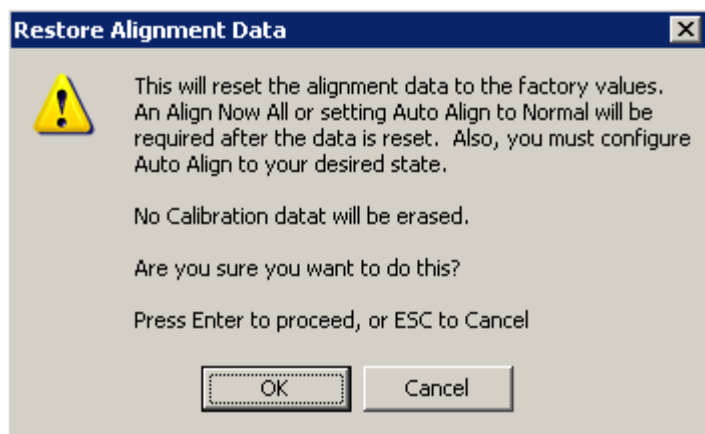 Restore Alignment Data
This will reset the alignment data to the factory values.
An Align Now All or setting Auto Align to Normal will be
required after the data is reset.  Also, you must configure
Auto Align to your desired state.
No Calibration datat will be erased.
Are you sure you want to do this?
Press Enter to proceed, or ESC to Cancel
OK
Cancel